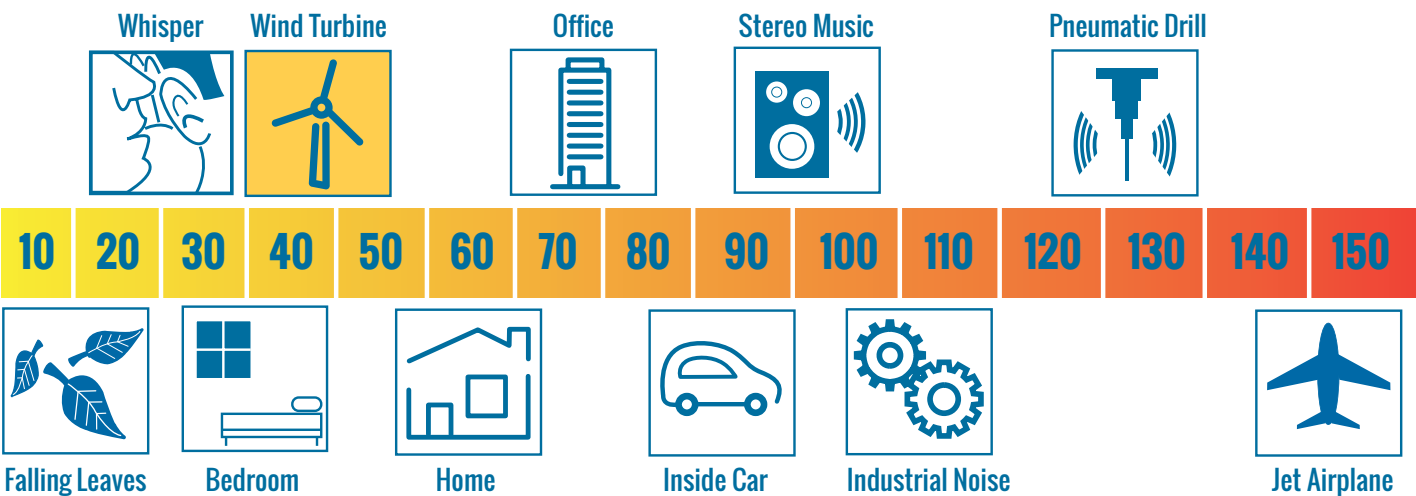 Whisper Wind Turbine Office Stereo Music Pneumatic Drill
10 20 30 40 50 60 70 80 90 100 110 120 130 140 150
Falling Leaves Bedroom Home Inside Car Industrial Noise Jet Airplane